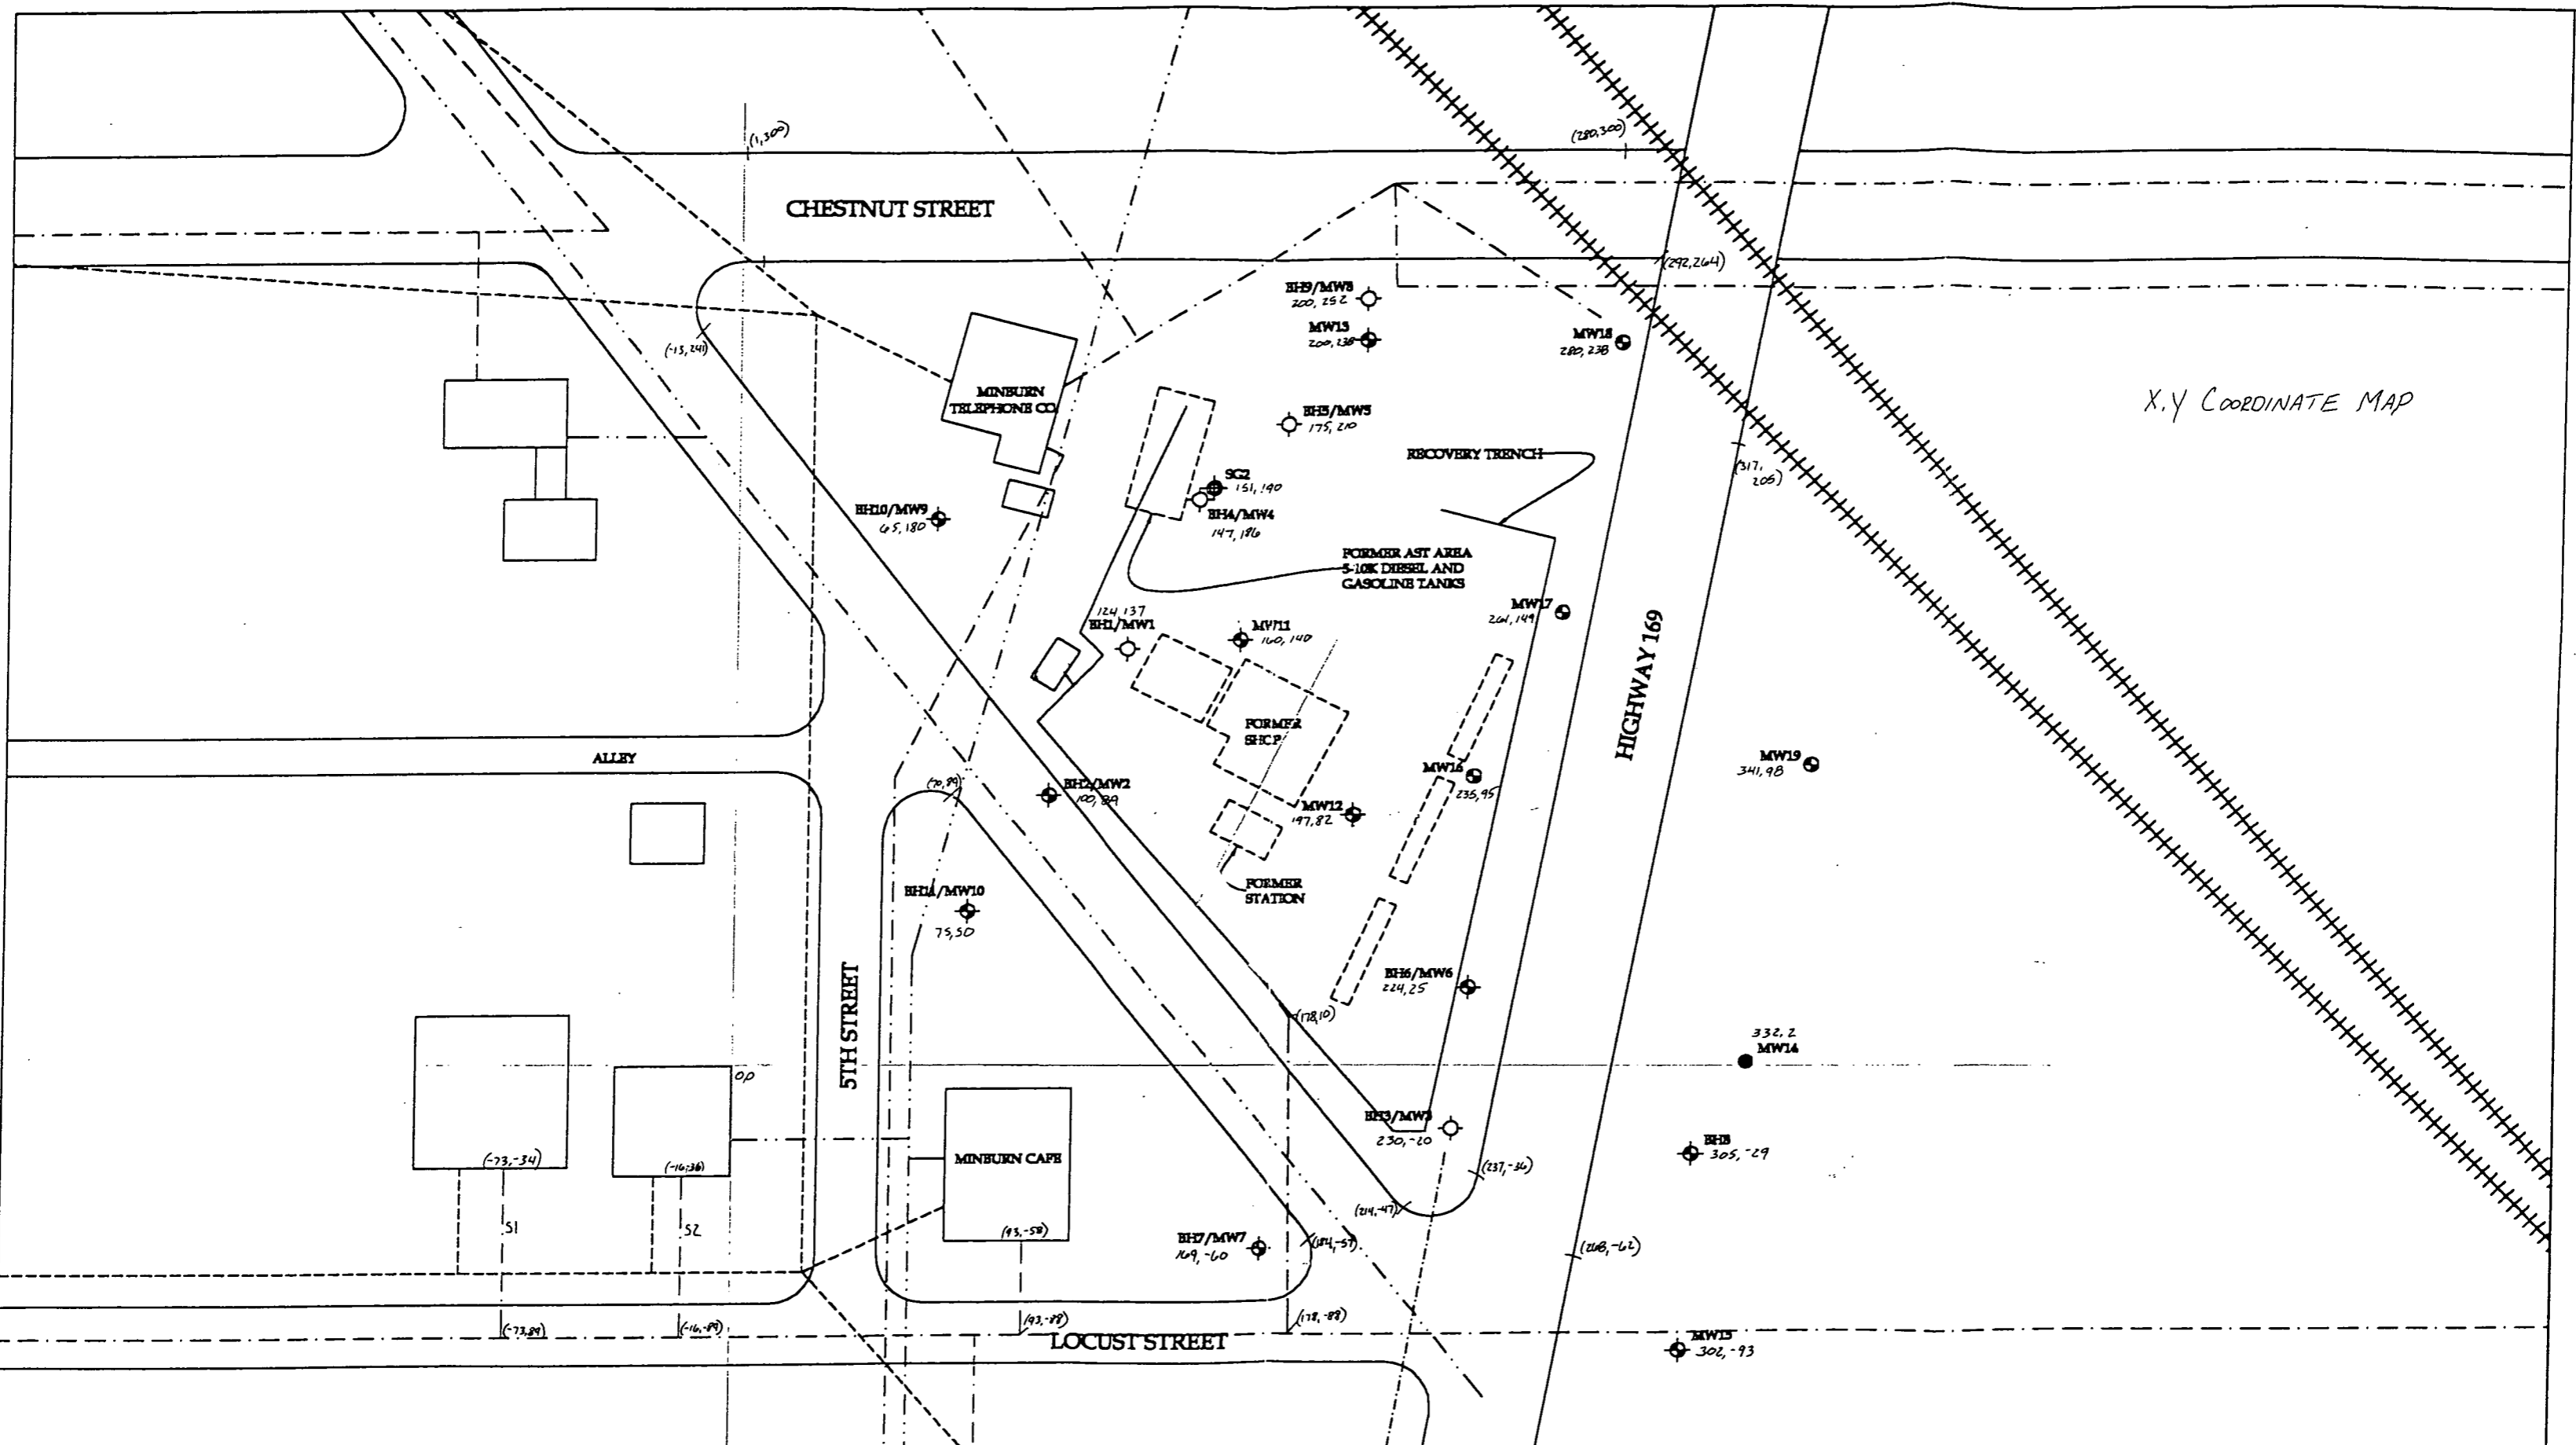 (1,300)
(280,300)
CHESTNUT STREET
(292,264)
BH9/MW8
200, 252
MW13
200,238
MW18
280,238
(-13,241)
MINBURN
TELEPHONE CO.
X,Y COORDINATE MAP
BH5/MW5
175, 210
RECOVERY TRENCH
(317,
205)
SG2
151,190
BH10/MW9
65,180
BH4/MW4
147,186
FORMER AST AREA
5-10K DIESEL AND
GASOLINE TANKS
124,137
BH1/MW1
MW11
160,140
MW17
261,149
HIGHWAY 169
FORMER
SHOP
ALLEY
MW19
341,98
(70,89)
BH2/MW2
100,89
MW16
235,95
MW12
197,82
FORMER
STATION
BH11/MW10
75,50
5TH STREET
BH6/MW6
224,25
(178,10)
332,2
MW14
0,0
BH3/MW3
230,-20
BH8
305,-29
MINBURN CAFE
(-73,-34)
(-16,-36)
(237,-36)
(214,-47)
S1
S2
(93,-58)
BH7/MW7
169,-60
(184,-57)
(268,-62)
(-73,89)
(-16,-89)
(93,-88)
(178,-88)
LOCUST STREET
MW15
302,-93